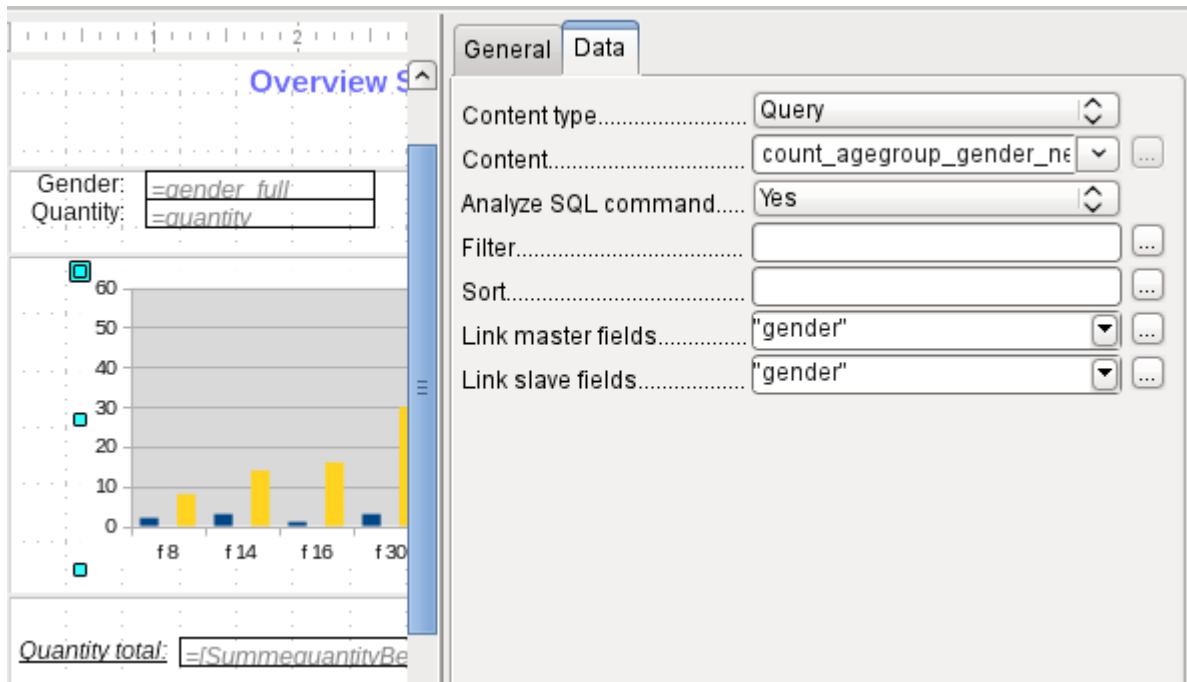 1 2
Overview S
Gender: =gender_full
Quantity: =quantity
60
50
40
30
20
10
0
f 8 f 14 f 16 f 30
Quantity total: =[SummequantityBe
General Data
Content type........................ Query
Content................................ count_agegroup_gender_ne ...
Analyze SQL command..... Yes
Filter..................................... ...
Sort....................................... ...
Link master fields............... "gender" ...
Link slave fields.................. "gender" ...